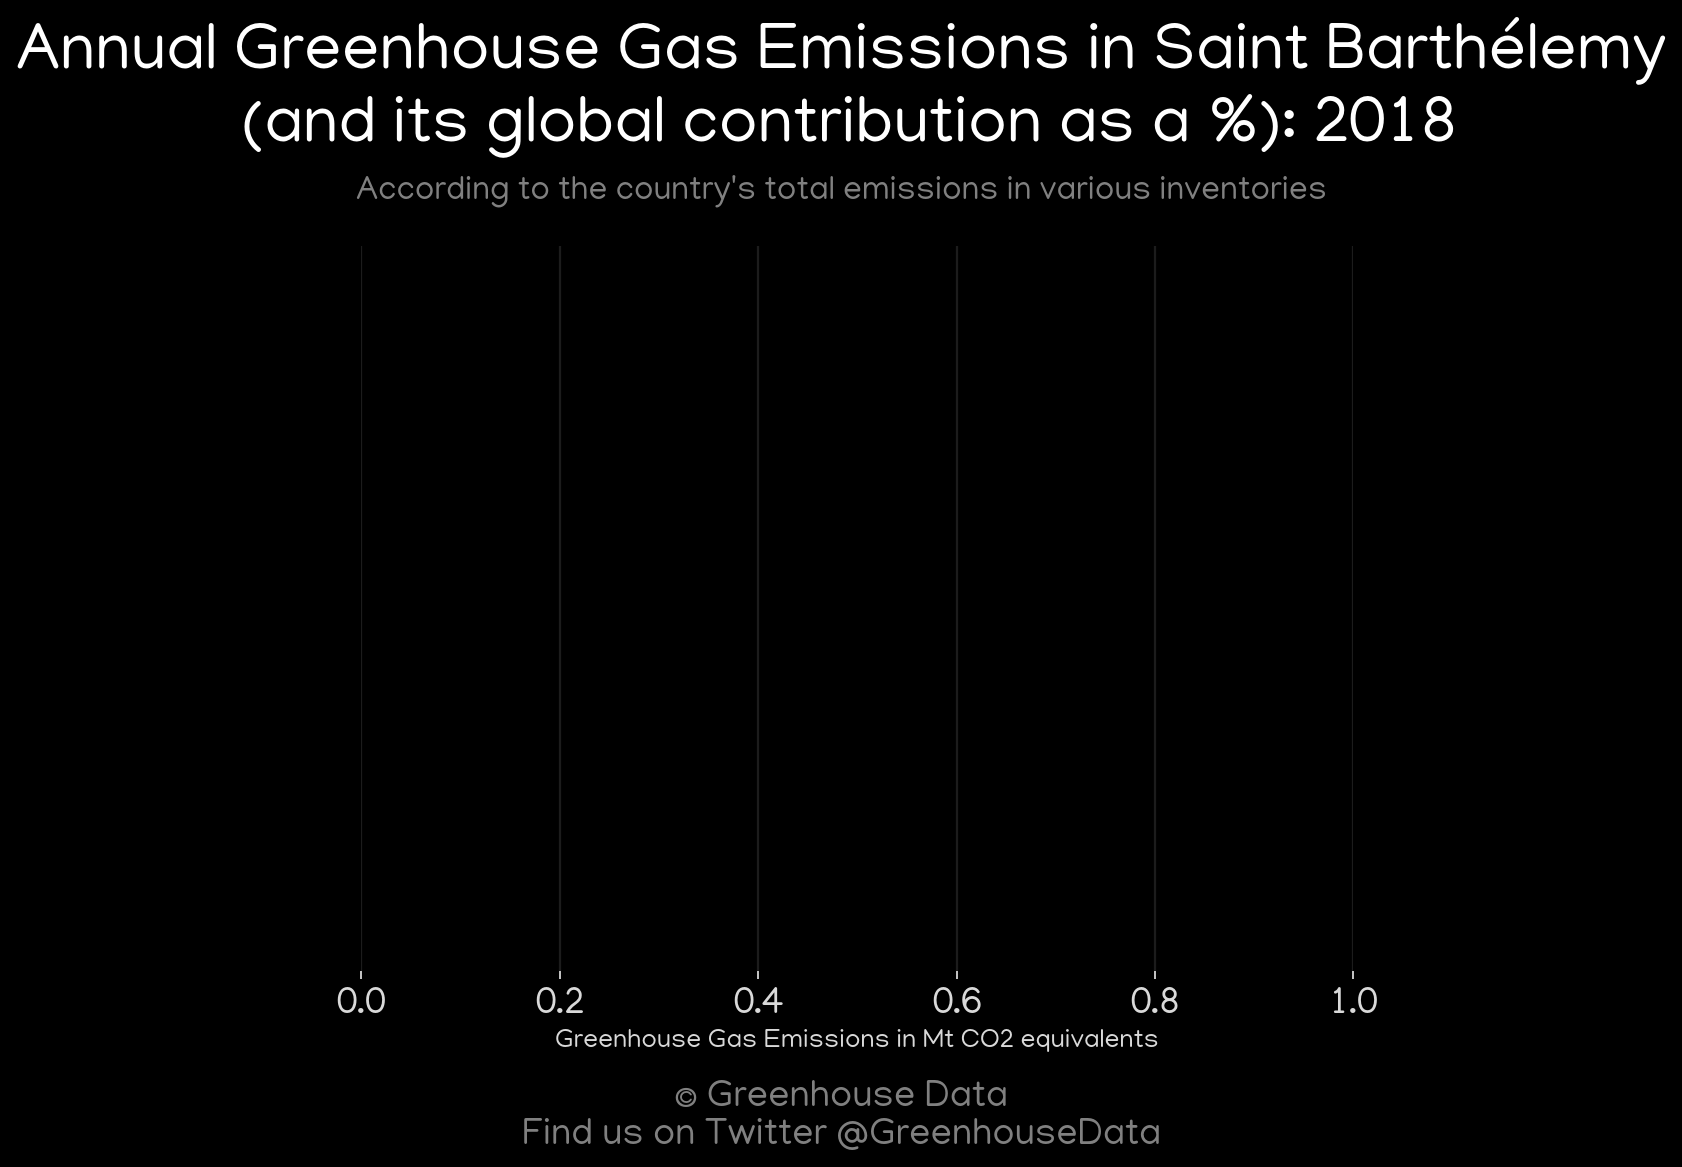 Annual Greenhouse Gas Emissions in Saint Barthélemy
(and its global contribution as a %): 2018
According to the country's total emissions in various inventories
0.0 0.2 0.4 0.6 0.8 1.0
Greenhouse Gas Emissions in Mt CO2 equivalents
© Greenhouse Data
Find us on Twitter @GreenhouseData